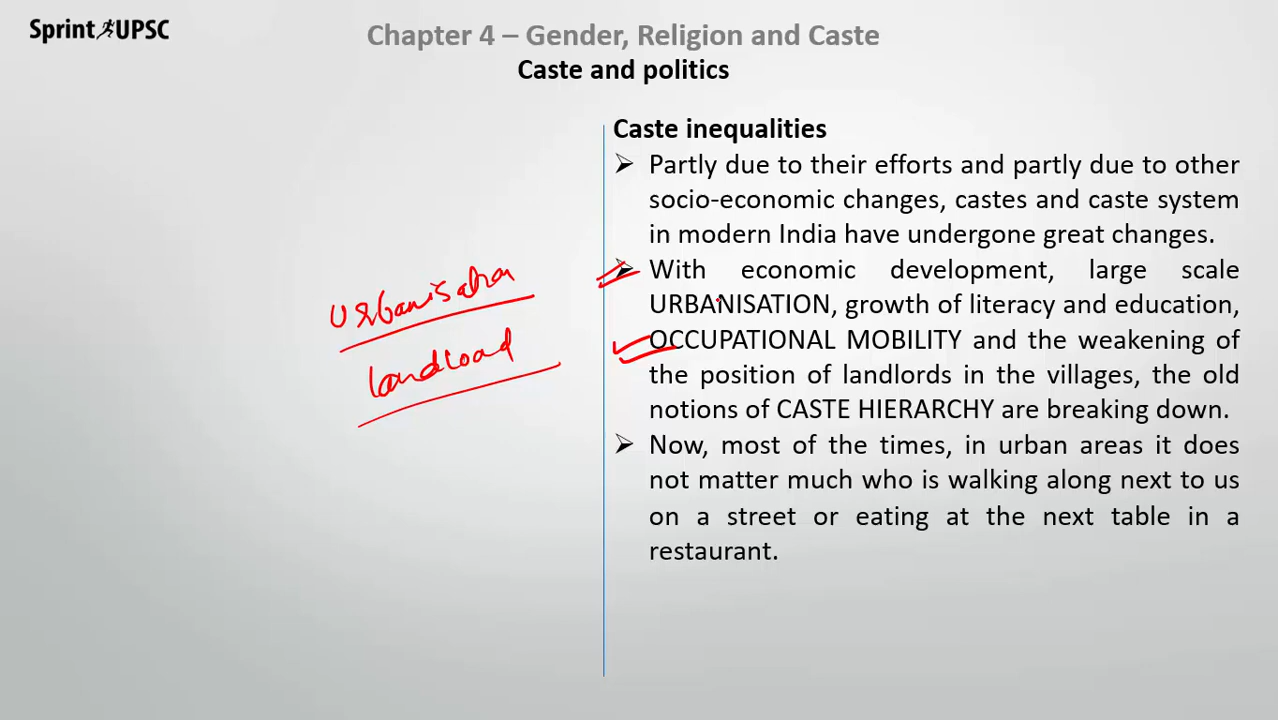 Sprint UPSC
Chapter 4 – Gender, Religion and Caste
Caste and politics
Urbanisation
landload
Caste inequalities
➢ Partly due to their efforts and partly due to other
socio-economic changes, castes and caste system
in modern India have undergone great changes.
➢ With economic development, large scale
URBANISATION, growth of literacy and education,
OCCUPATIONAL MOBILITY and the weakening of
the position of landlords in the villages, the old
notions of CASTE HIERARCHY are breaking down.
➢ Now, most of the times, in urban areas it does
not matter much who is walking along next to us
on a street or eating at the next table in a
restaurant.